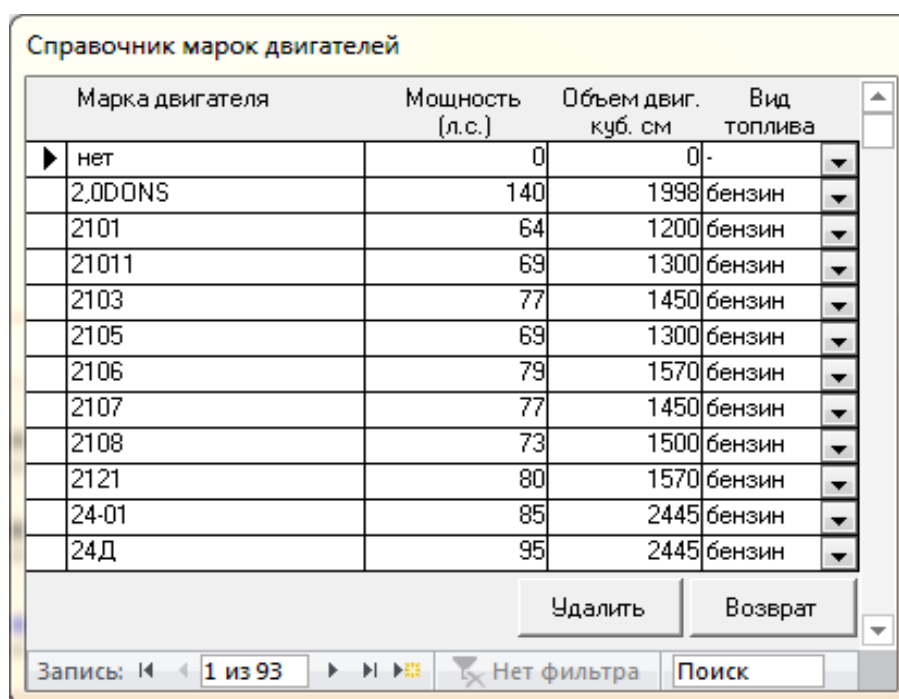 Справочник марок двигателей
Марка двигателя Мощность (л.с.) Объем двиг. куб. см Вид топлива
нет 0 0 -
2,0DONS 140 1998 бензин
2101 64 1200 бензин
21011 69 1300 бензин
2103 77 1450 бензин
2105 69 1300 бензин
2106 79 1570 бензин
2107 77 1450 бензин
2108 73 1500 бензин
2121 80 1570 бензин
24-01 85 2445 бензин
24Д 95 2445 бензин
Удалить Возврат
Запись: 1 из 93 Нет фильтра Поиск